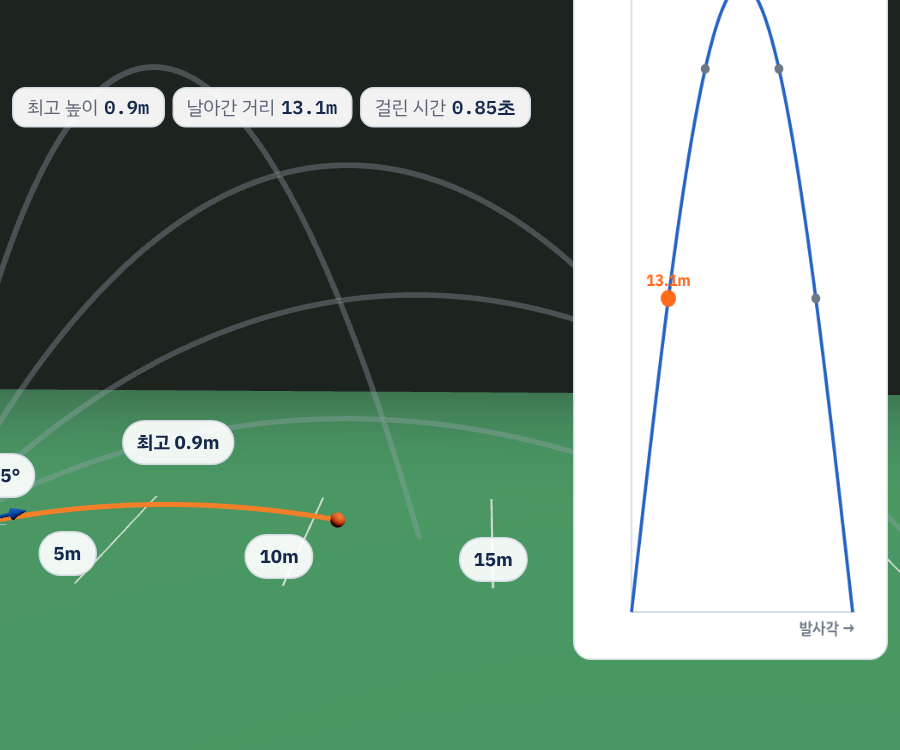 최고 높이 0.9m
날아간 거리 13.1m
걸린 시간 0.85초
13.1m
최고 0.9m
5°
5m
10m
15m
발사각 →